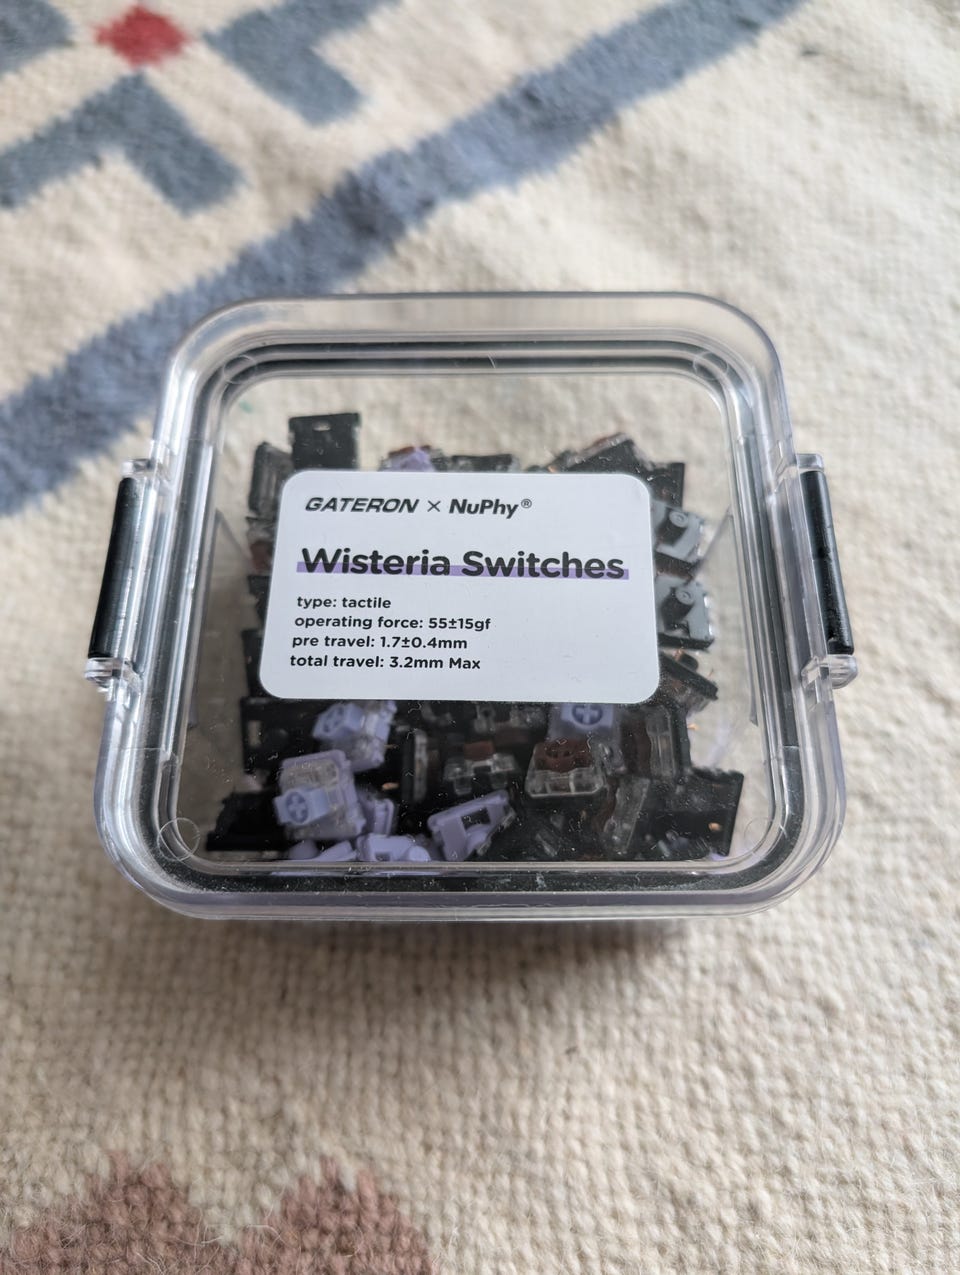 GATERON × NuPhy®
Wisteria Switches
type: tactile
operating force: 55±15gf
pre travel: 1.7±0.4mm
total travel: 3.2mm Max